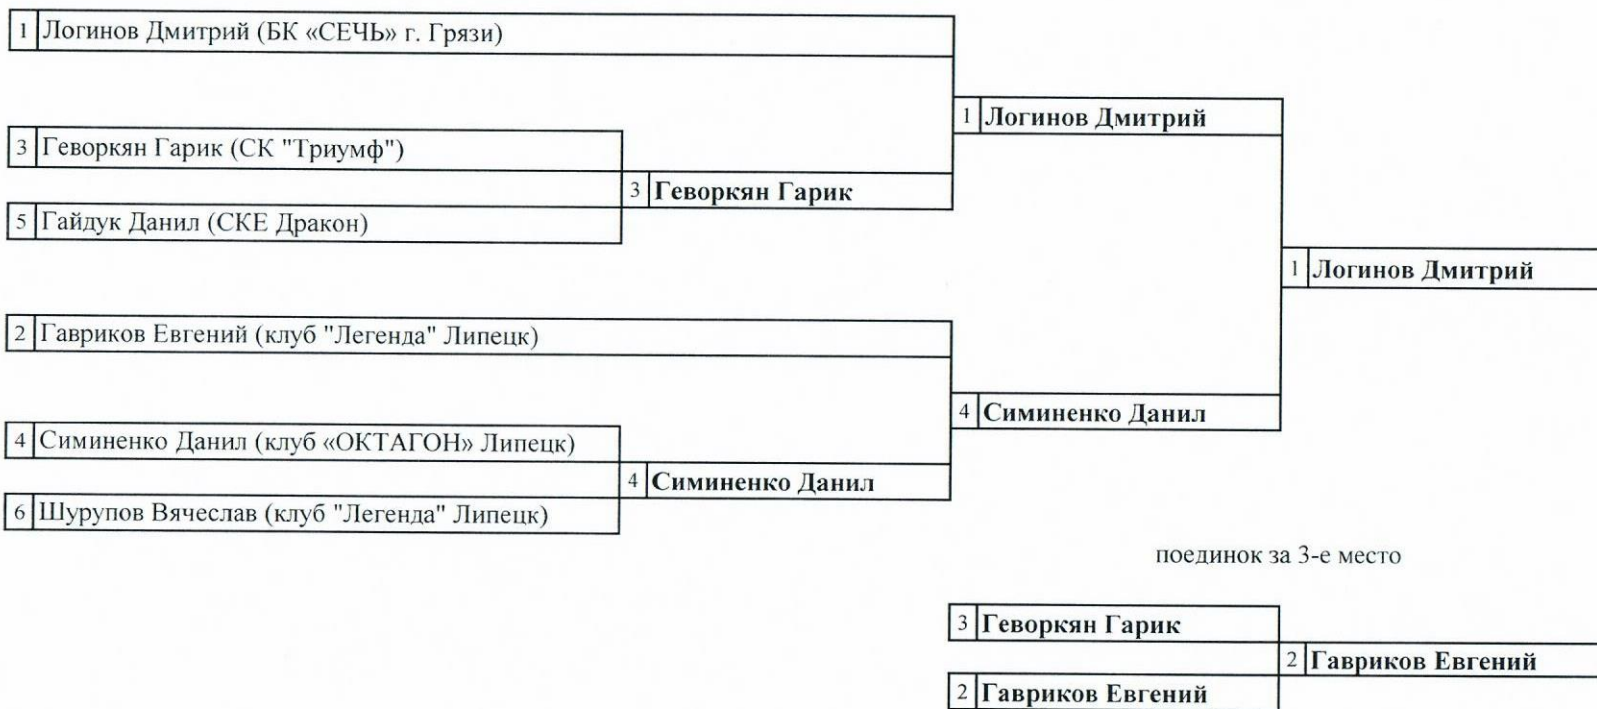 1 Логинов Дмитрий (БК «СЕЧЬ» г. Грязи)
1 Логинов Дмитрий
3 Геворкян Гарик (СК "Триумф")
3 Геворкян Гарик
5 Гайдук Данил (СКЕ Дракон)
1 Логинов Дмитрий
2 Гавриков Евгений (клуб "Легенда" Липецк)
4 Симиненко Данил
4 Симиненко Данил (клуб «ОКТАГОН» Липецк)
4 Симиненко Данил
6 Шурупов Вячеслав (клуб "Легенда" Липецк)
поединок за 3-е место
3 Геворкян Гарик
2 Гавриков Евгений
2 Гавриков Евгений